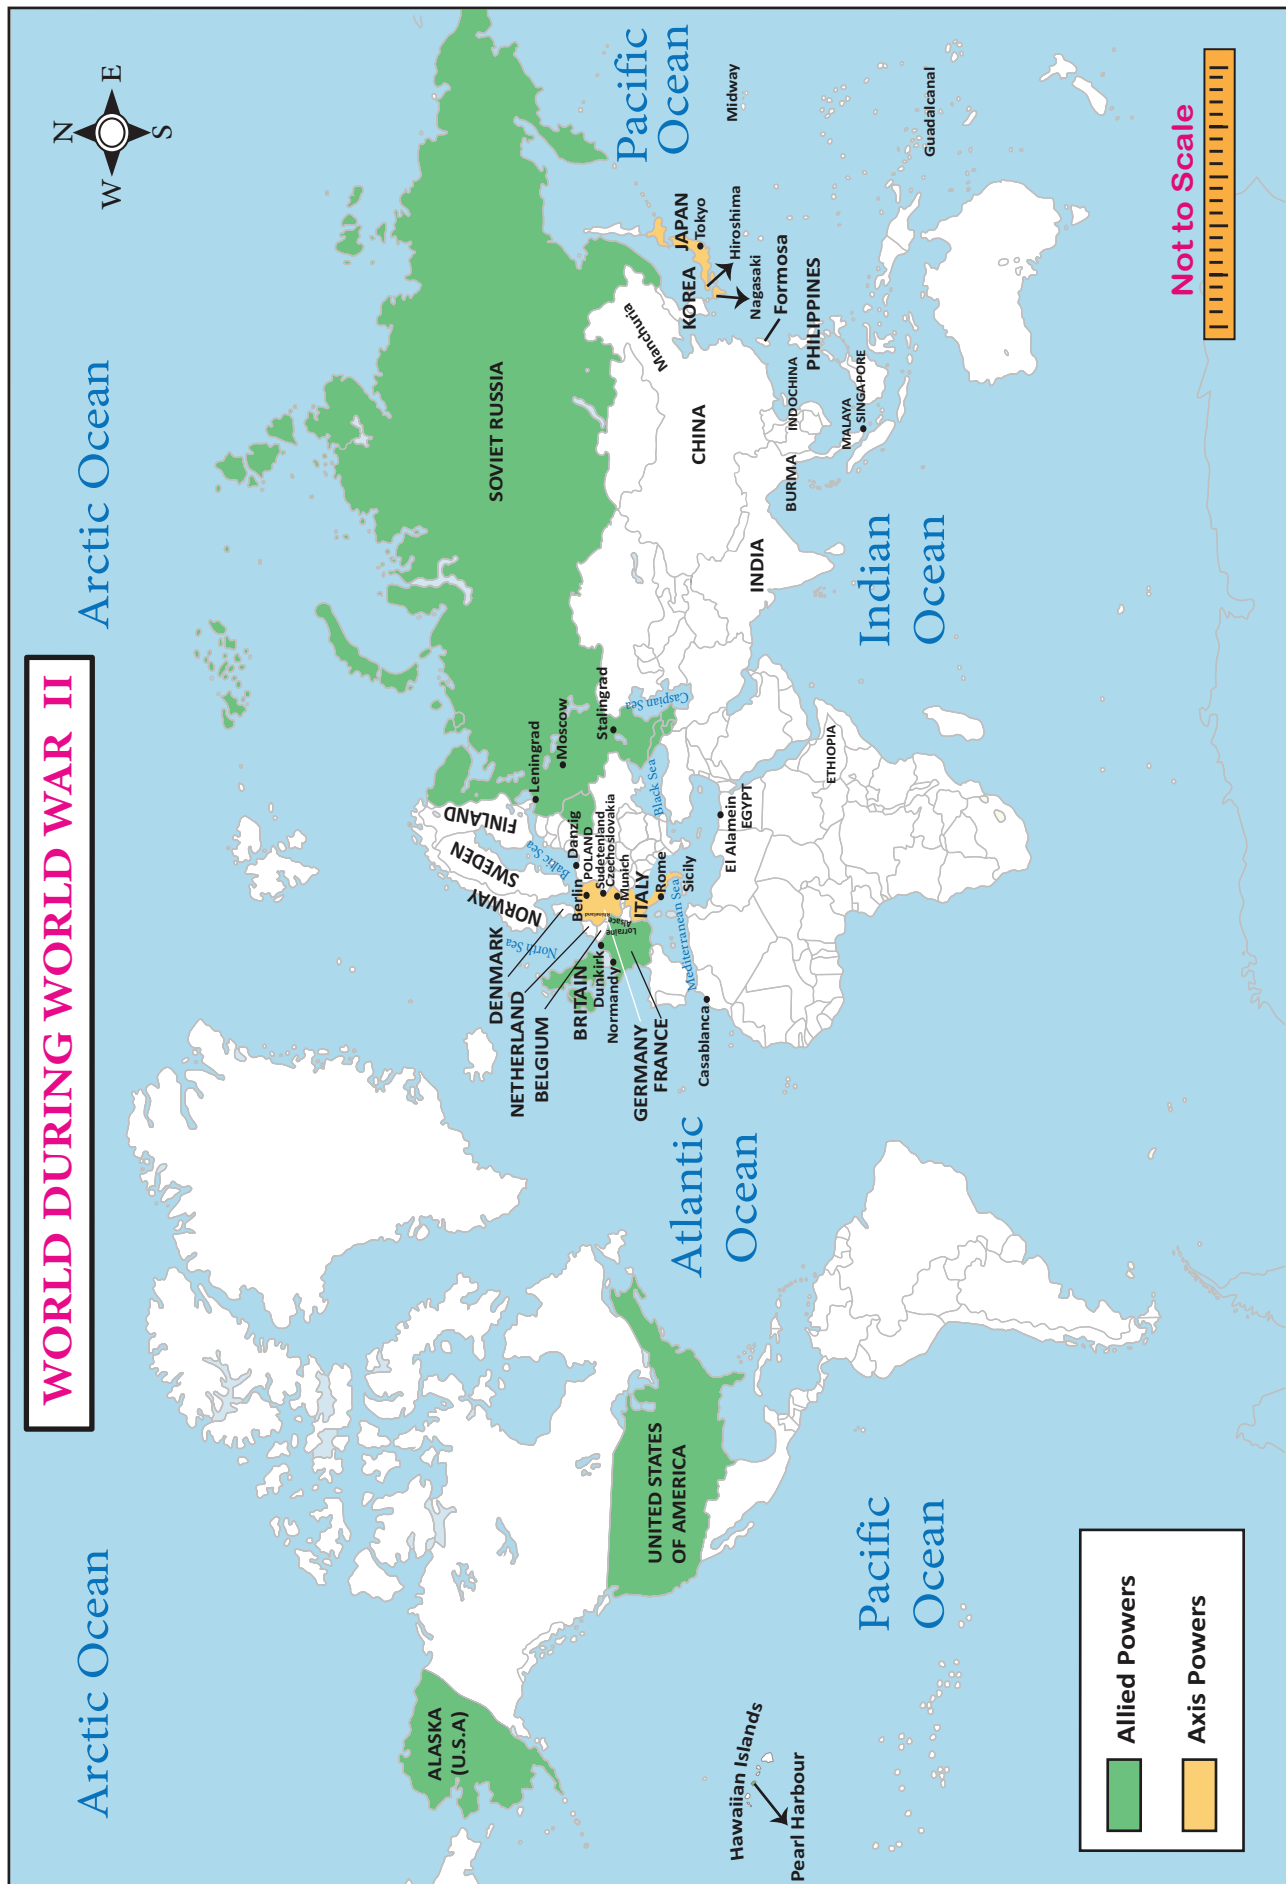 WORLD DURING WORLD WAR II
N
W
E
S
Arctic Ocean
Arctic Ocean
ALASKA
(U.S.A)
UNITED STATES
OF AMERICA
Hawaiian Islands
Pearl Harbour
Pacific
Ocean
Atlantic
Ocean
NORWAY
SWEDEN
FINLAND
North Sea
Baltic Sea
DENMARK
NETHERLAND
BELGIUM
BRITAIN
Dunkirk
Normandy
GERMANY
FRANCE
Casablanca
Berlin
Danzig
POLAND
Sudetenland
Czechoslovakia
Munich
Rhineland
Alsace
Lorraine
ITALY
Rome
Sicily
Mediterranean Sea
Black Sea
Caspian Sea
Leningrad
Moscow
Stalingrad
El Alamein
EGYPT
ETHIOPIA
SOVIET RUSSIA
Manchuria
CHINA
INDIA
BURMA
INDOCHINA
MALAYA
SINGAPORE
PHILIPPINES
Formosa
KOREA
JAPAN
Tokyo
Hiroshima
Nagasaki
Pacific
Ocean
Midway
Guadalcanal
Indian
Ocean
Allied Powers
Axis Powers
Not to Scale